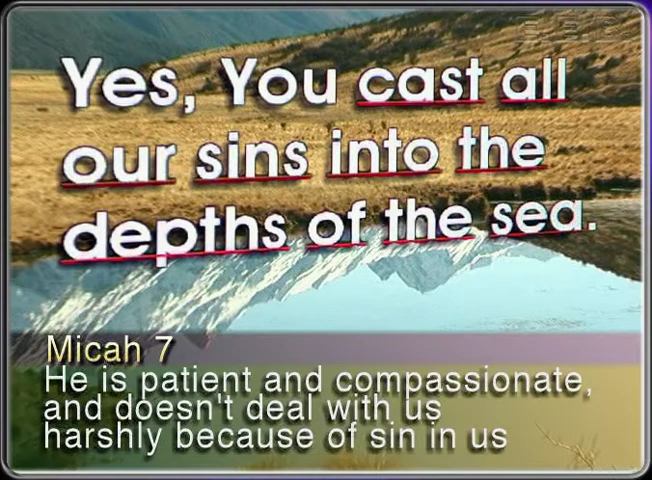 Yes, You cast all
our sins into the
depths of the sea.
Micah 7
He is patient and compassionate,
and doesn't deal with us
harshly because of sin in us